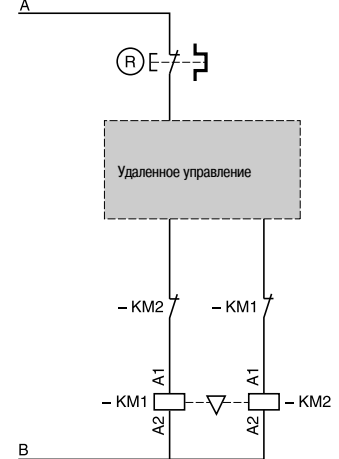 A
R
Удаленное управление
– KM2
– KM1
A1
A1
– KM1
– KM2
A2
A2
B